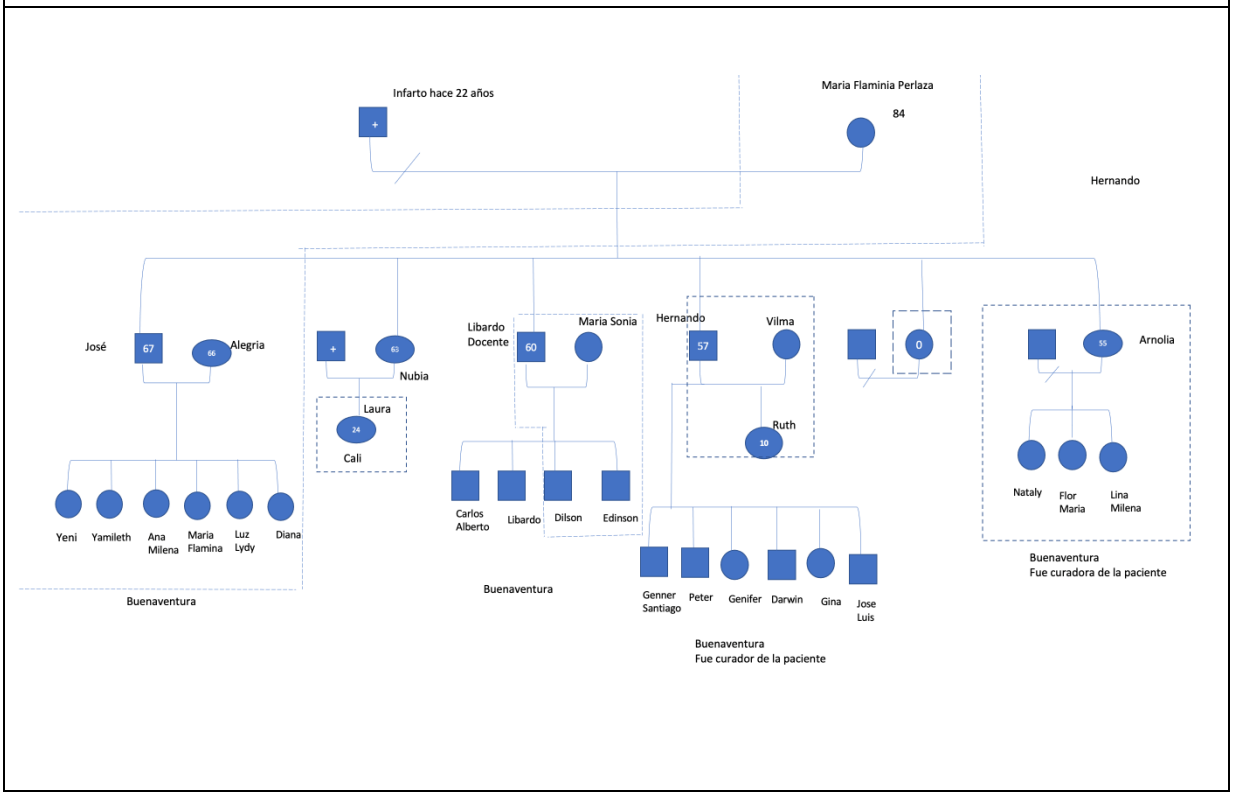 Infarto hace 22 años
+
Maria Flaminia Perlaza
84
Hernando
José
67
66
Alegria
+
63
Nubia
Laura
24
Cali
Libardo
Docente
60
Maria Sonia
Hernando
57
Vilma
Ruth
10
0
55
Arnolia
Yeni
Yamileth
Ana
Milena
Maria
Flamina
Luz
Lydy
Diana
Buenaventura
Carlos
Alberto
Libardo
Dilson
Edinson
Buenaventura
Genner
Santiago
Peter
Genifer
Darwin
Gina
Jose
Luis
Buenaventura
Fue curador de la paciente
Nataly
Flor
Maria
Lina
Milena
Buenaventura
Fue curadora de la paciente